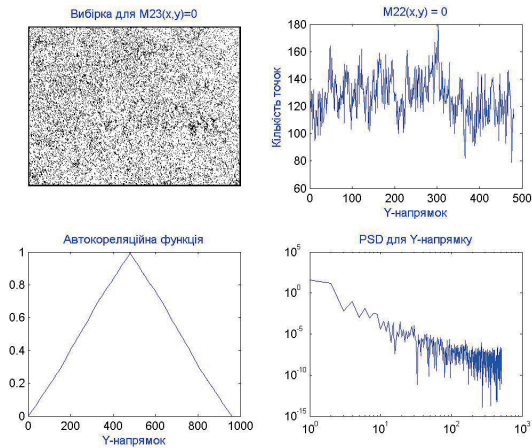 Вибірка для M23(x,y)=0
M22(x,y) = 0
Кількість точок
180
160
140
120
100
80
60
0 100 200 300 400 500
Y-напрямок
Автокореляційна функція
1
0.8
0.6
0.4
0.2
0
0 200 400 600 800 1000
Y-напрямок
PSD для Y-напрямку
10^5
10^0
10^-5
10^-10
10^-15
10^0 10^1 10^2 10^3